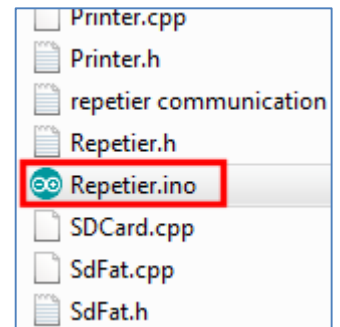 Printer.cpp
Printer.h
repetier communication
Repetier.h
Repetier.ino
SDCard.cpp
SdFat.cpp
SdFat.h